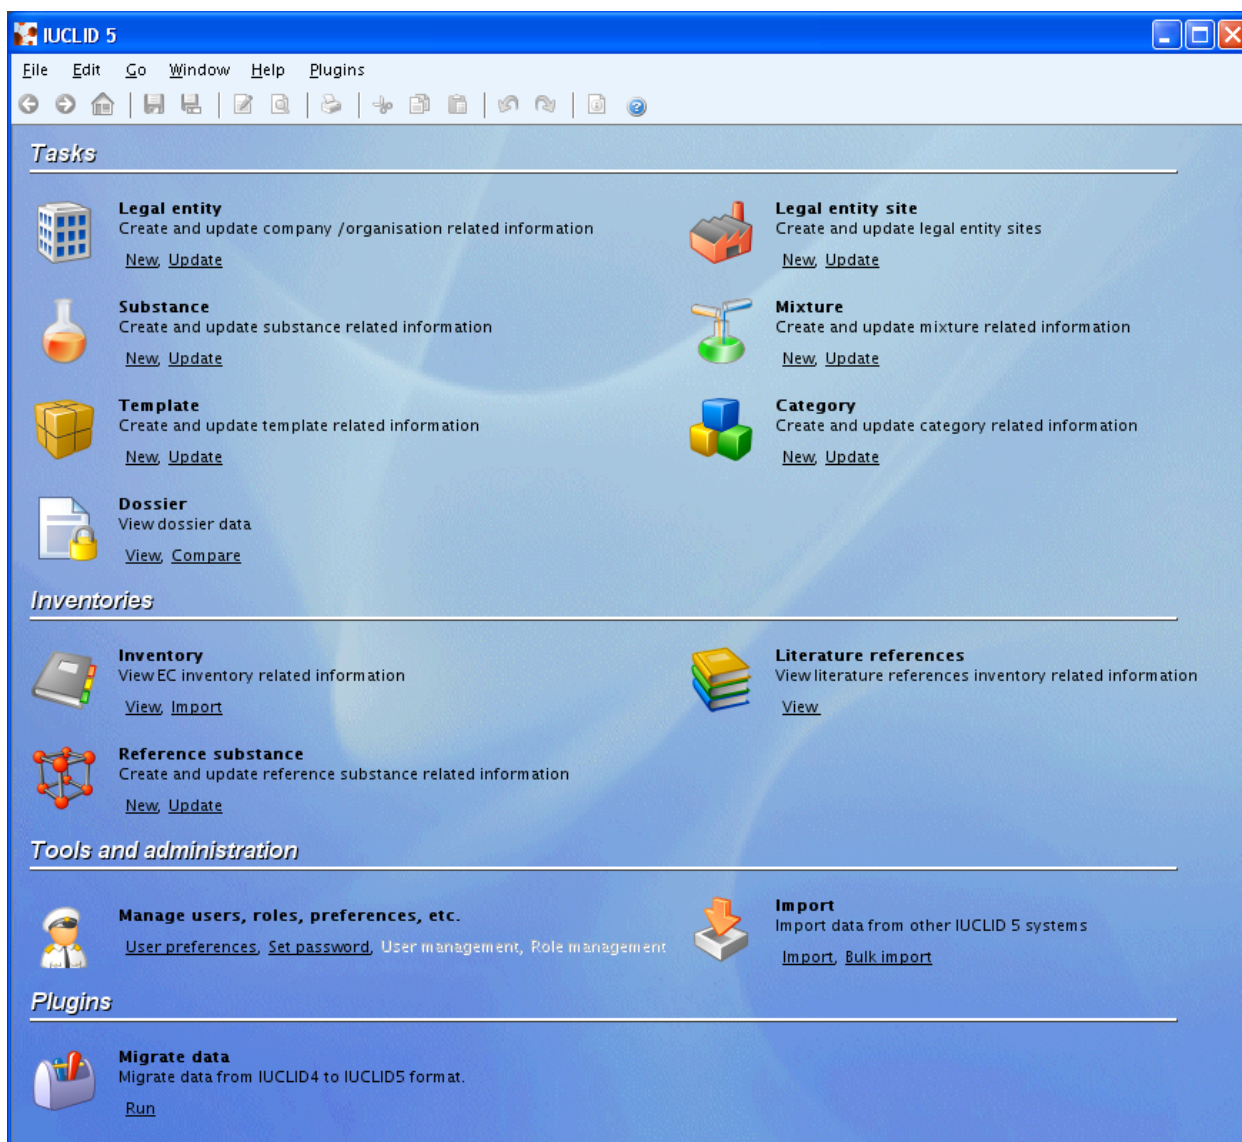 IUCLID 5
File Edit Go Window Help Plugins
Tasks
Legal entity
Create and update company /organisation related information
New, Update
Legal entity site
Create and update legal entity sites
New, Update
Substance
Create and update substance related information
New, Update
Mixture
Create and update mixture related information
New, Update
Template
Create and update template related information
New, Update
Category
Create and update category related information
New, Update
Dossier
View dossier data
View, Compare
Inventories
Inventory
View EC inventory related information
View, Import
Literature references
View literature references inventory related information
View
Reference substance
Create and update reference substance related information
New, Update
Tools and administration
Manage users, roles, preferences, etc.
User preferences, Set password, User management, Role management
Import
Import data from other IUCLID 5 systems
Import, Bulk import
Plugins
Migrate data
Migrate data from IUCLID4 to IUCLID5 format.
Run